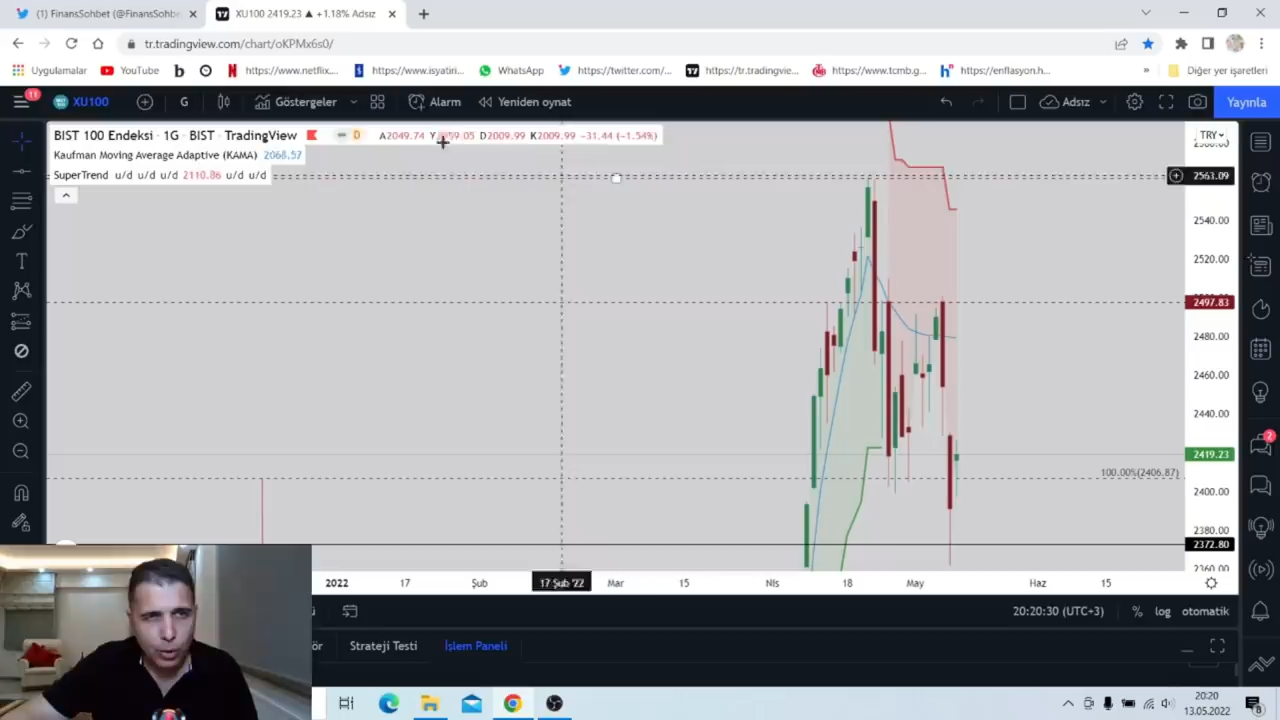 (1) FinansSohbet (@FinansSohbe
XU100 2419.23 ▲ +1.18% Adsız
tr.tradingview.com/chart/oKPMx6s0/
Uygulamalar
YouTube
https://www.netflix...
https://www.isyatiri...
WhatsApp
https://twitter.com/...
https://tr.tradingvie...
https://www.tcmb.g...
https://enflasyon.h...
Diğer yer işaretleri
11
XU100
G
Göstergeler
Alarm
Yeniden oynat
Adsız
Yayınla
BIST 100 Endeksi · 1G · BIST · TradingView
D
A2049.74
D2009.99 K2009.99 -31.44 (-1.54%)
TRY
Kaufman Moving Average Adaptive (KAMA) 2068.57
SuperTrend u/d u/d u/d 2110.86 u/d u/d
2563.09
2540.00
2520.00
2497.83
2480.00
2460.00
2440.00
2419.23
2
100.00%(2406.87)
2400.00
2380.00
2372.80
2360.00
2022
17
Şub
17 Şub '22
Mar
15
Nis
18
May
Haz
15
20:20:30 (UTC+3)
%
log
otomatik
Strateji Testi
İşlem Paneli
20:20
13.05.2022
8